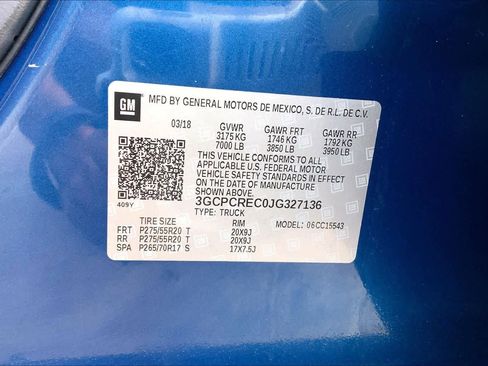 GM
MFD BY GENERAL MOTORS DE MEXICO, S. DE R.L. DE C.V.
03/18 GVWR GAWR FRT GAWR RR
3175 KG 1746 KG 1792 KG
7000 LB 3850 LB 3950 LB
THIS VEHICLE CONFORMS TO ALL
APPLICABLE U.S. FEDERAL MOTOR
VEHICLE SAFETY STANDARDS IN EFFECT
ON THE DATE OF MANUFACTURE
SHOWN ABOVE.
3GCPCREC0JG327136
409Y TYPE: TRUCK MODEL: 06CC15543
TIRE SIZE RIM
FRT P275/55R20 T 20X9J
RR P275/55R20 T 20X9J
SPA P265/70R17 S 17X7.5J